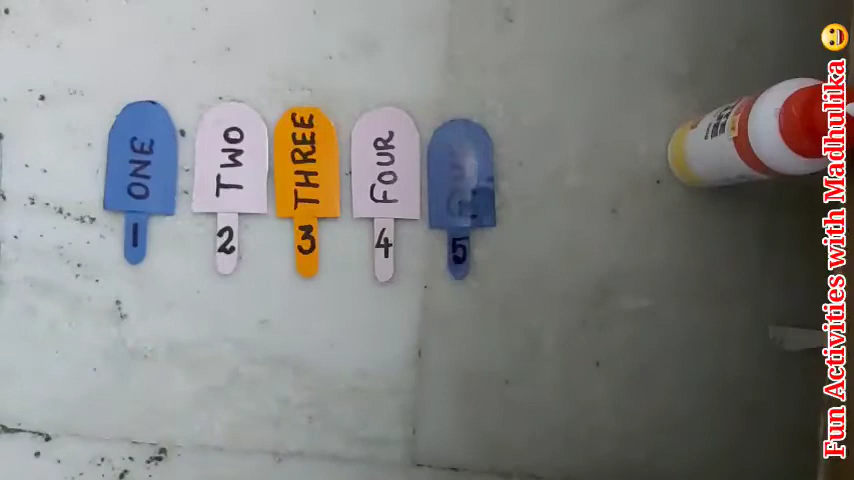 ONE
TWO
THREE
FOUR
1
2
3
4
5
Fun Activities with Madhulika